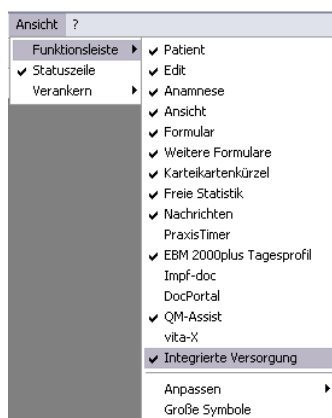 Ansicht ?
Funktionsleiste
Statuszeile
Verankern
Patient
Edit
Anamnese
Ansicht
Formular
Weitere Formulare
Karteikartenkürzel
Freie Statistik
Nachrichten
PraxisTimer
EBM 2000plus Tagesprofil
Impf-doc
DocPortal
QM-Assist
vita-X
Integrierte Versorgung
Anpassen
Große Symbole